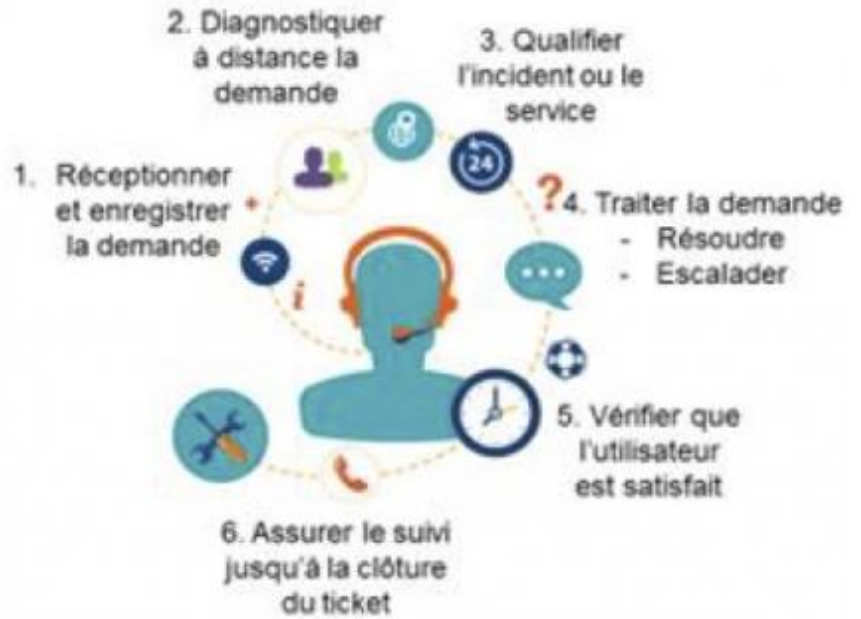 2. Diagnostiquer
à distance la
demande
3. Qualifier
l'incident ou le
service
24
1. Réceptionner
et enregistrer
la demande
+
i
?
4. Traiter la demande
- Résoudre
- Escalader
5. Vérifier que
l'utilisateur
est satisfait
6. Assurer le suivi
jusqu'à la clôture
du ticket